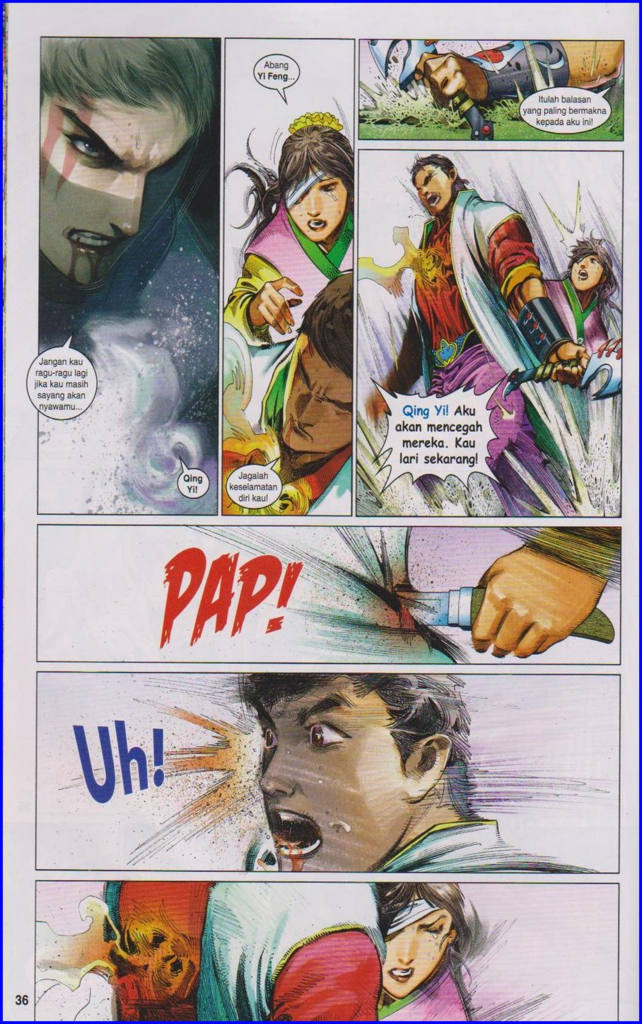 Jangan kau
ragu-ragu lagi
jika kau masih
sayang akan
nyawamu...
Qing
Yi!
Abang
Yi Feng...
Jagalah
keselamatan
diri kau!
Itulah balasan
yang paling bermakna
kepada aku ini!
Qing Yi! Aku
akan mencegah
mereka. Kau
lari sekarang!
PAP!
Uh!
36